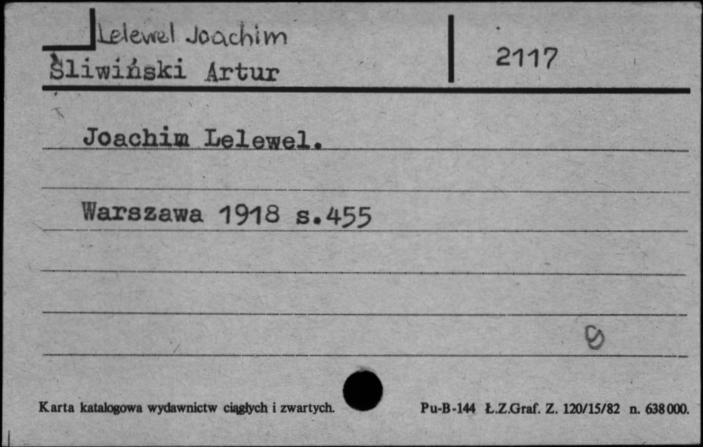 Lelewel Joachim
Śliwiński Artur
2117
Joachim Lelewel.
Warszawa 1918 s.455
Karta katalogowa wydawnictw ciągłych i zwartych.
Pu-B-144 Ł.Z.Graf. Z. 120/15/82 n. 638000.